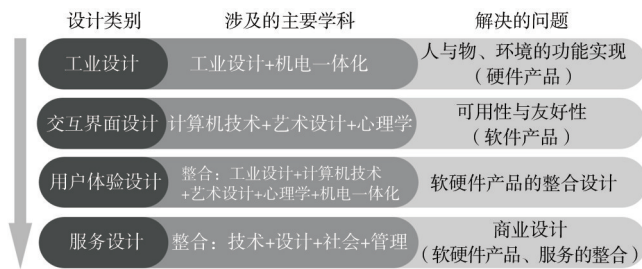 设计类别 涉及的主要学科 解决的问题
工业设计 工业设计+机电一体化 人与物、环境的功能实现
（硬件产品）
交互界面设计 计算机技术+艺术设计+心理学 可用性与友好性
（软件产品）
用户体验设计 整合：工业设计+计算机技术
+艺术设计+心理学+机电一体化 软硬件产品的整合设计
服务设计 整合：技术+设计+社会+管理 商业设计
（软硬件产品、服务的整合）